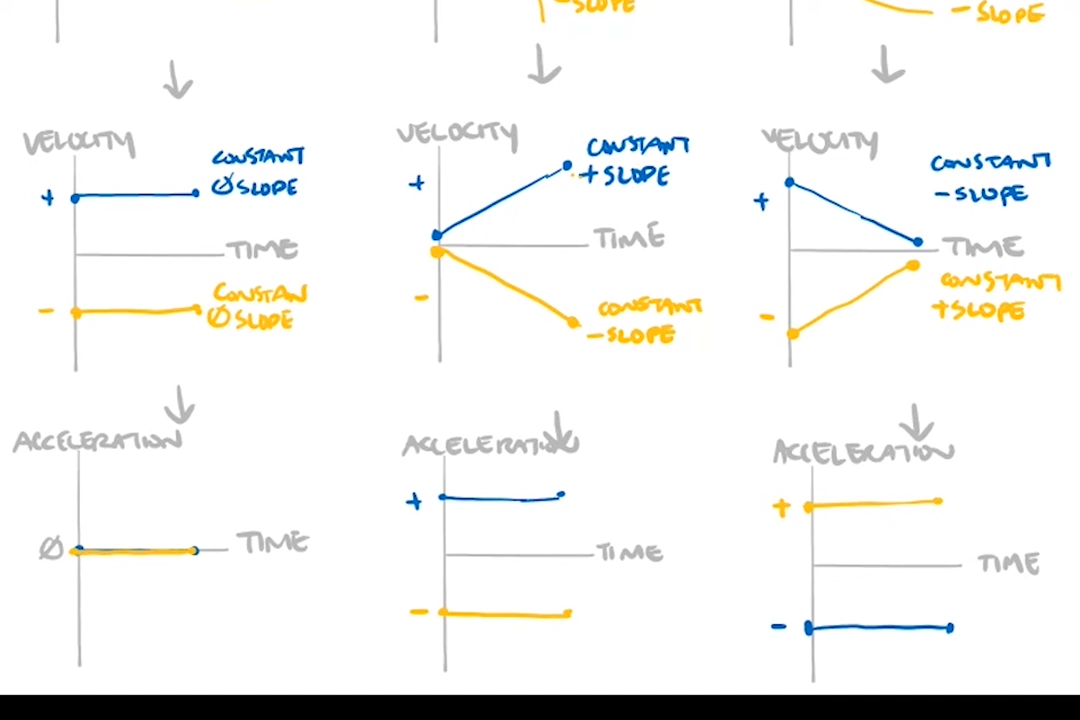 - SLOPE
- SLOPE
VELOCITY
+
CONSTANT
Ø SLOPE
TIME
-
CONSTAN
Ø SLOPE
VELOCITY
+
CONSTANT
+ SLOPE
TIME
-
CONSTANT
- SLOPE
VELOCITY
+
CONSTANT
- SLOPE
TIME
-
CONSTANT
+ SLOPE
ACCELERATION
Ø
TIME
ACCELERATION
+
TIME
-
ACCELERATION
+
TIME
-